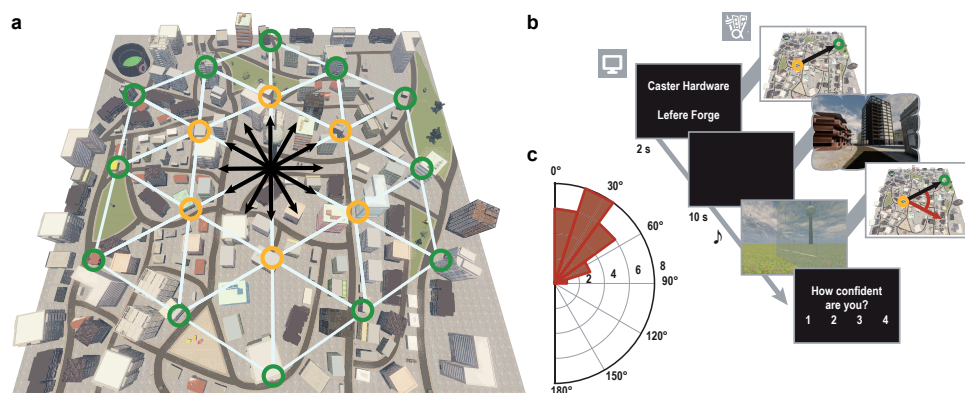 a
b
Caster Hardware
Lefere Forge
2 s
10 s
How confident
are you?
1 2 3 4
c
0°
30°
60°
2 4 6 8
90°
120°
150°
180°